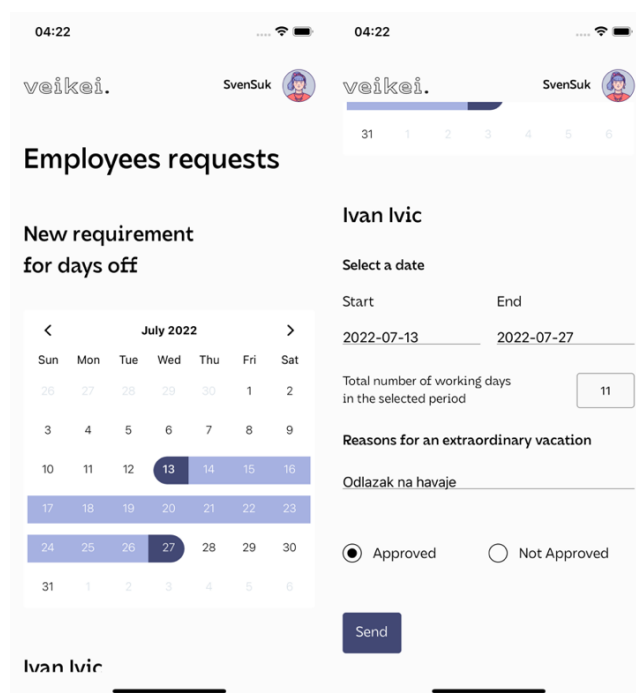 04:22
veikei.
SvenSuk
Employees requests
New requirement
for days off
July 2022
Sun Mon Tue Wed Thu Fri Sat
26 27 28 29 30 1 2
3 4 5 6 7 8 9
10 11 12 13 14 15 16
17 18 19 20 21 22 23
24 25 26 27 28 29 30
31 1 2 3 4 5 6
Ivan Ivic
04:22
veikei.
SvenSuk
31 1 2 3 4 5 6
Ivan Ivic
Select a date
Start End
2022-07-13 2022-07-27
Total number of working days
in the selected period
11
Reasons for an extraordinary vacation
Odlazak na havaje
Approved Not Approved
Send